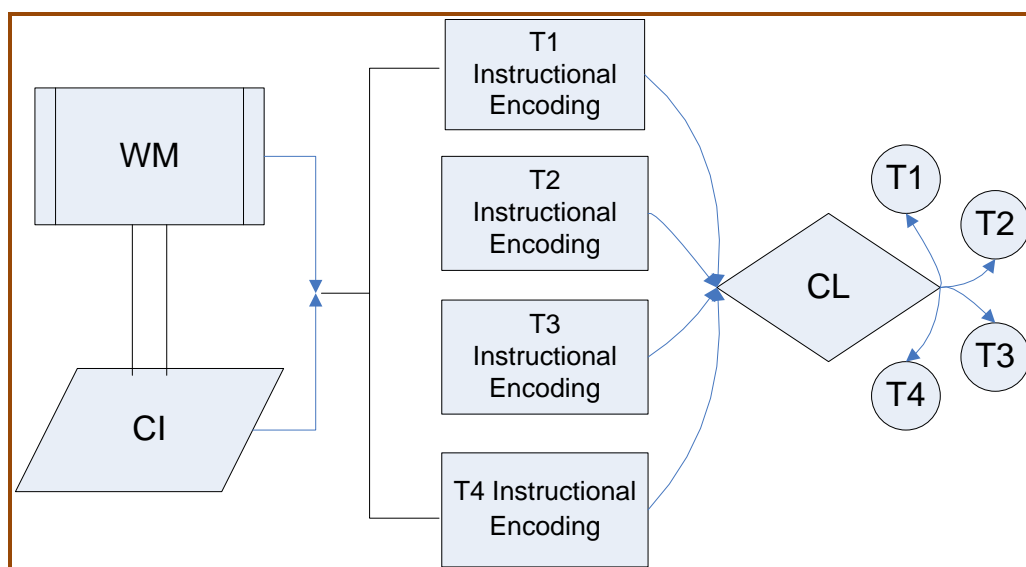 WM
CI
T1
Instructional
Encoding
T2
Instructional
Encoding
T3
Instructional
Encoding
T4 Instructional
Encoding
CL
T1
T2
T3
T4